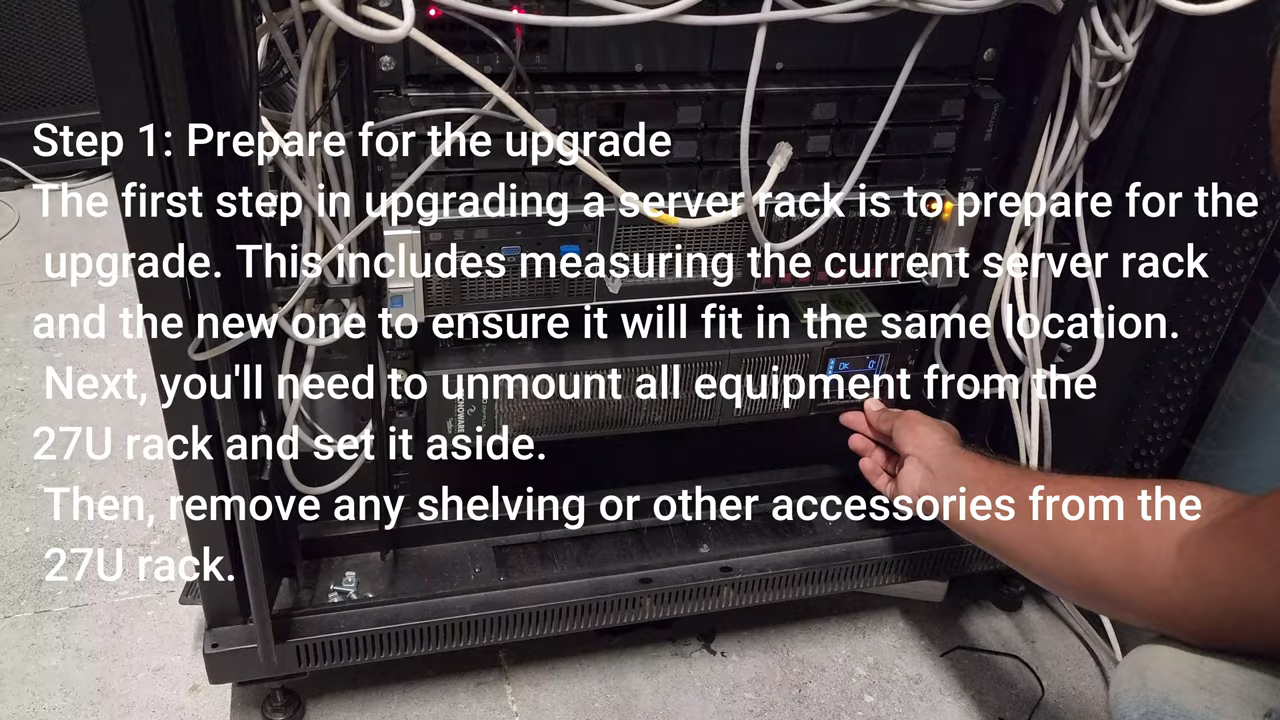 Step 1: Prepare for the upgrade
The first step in upgrading a server rack is to prepare for the
upgrade. This includes measuring the current server rack
and the new one to ensure it will fit in the same location.
Next, you'll need to unmount all equipment from the
27U rack and set it aside.
Then, remove any shelving or other accessories from the
27U rack.
OK